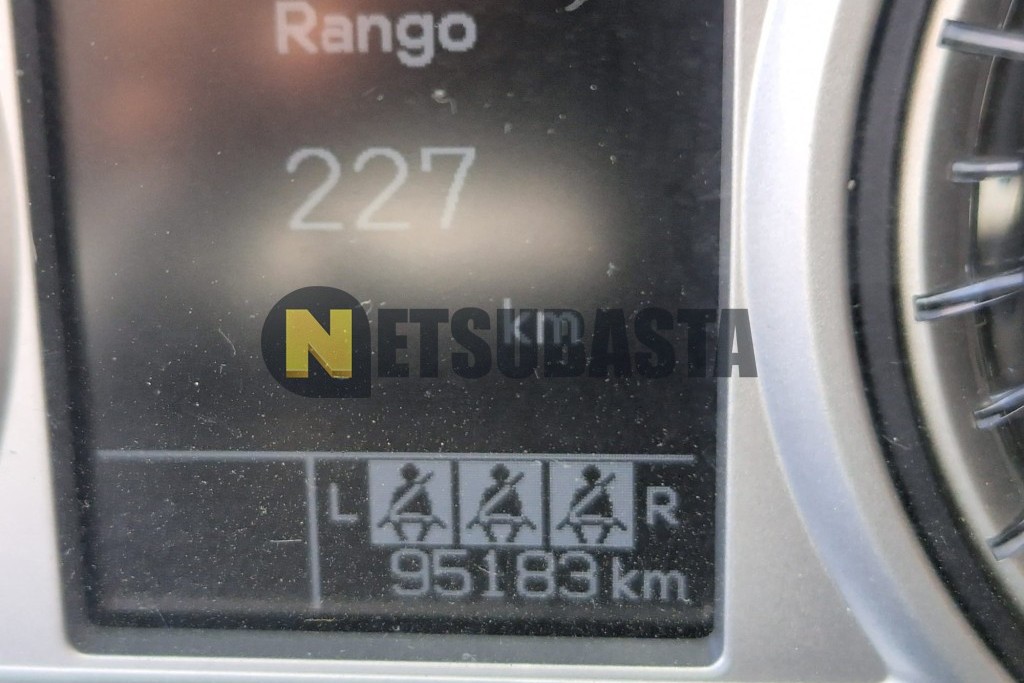 Rango
227
km
NETSUBASTA
L R
95183 km